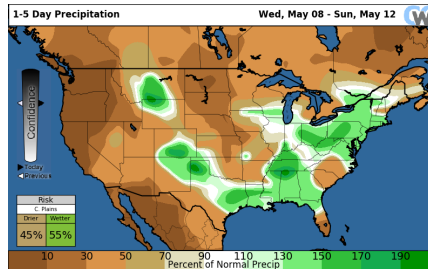 1-5 Day Precipitation Wed, May 08 - Sun, May 12
CW
Confidence
Today
Previous
Risk
C. Plains
Drier Wetter
45% 55%
10 30 50 70 90 110 130 150 170 190
Percent of Normal Precip